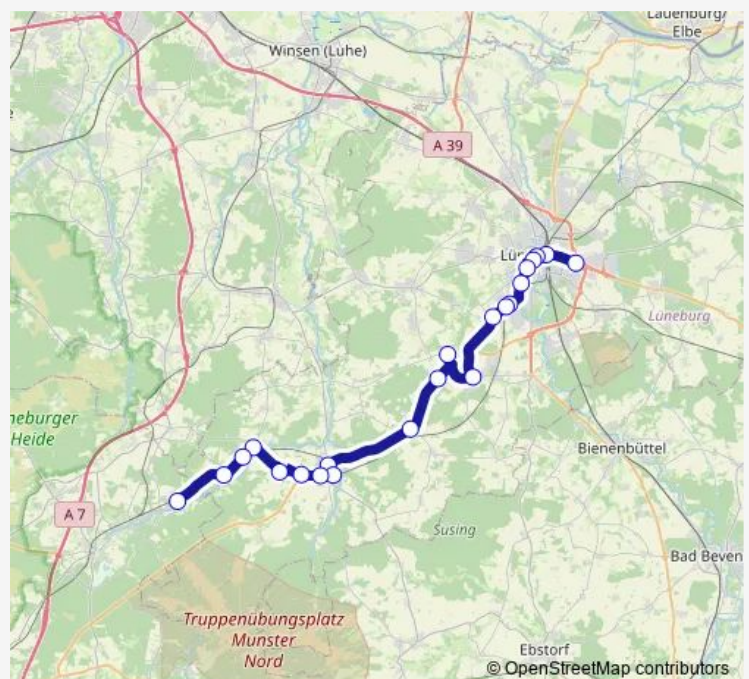 Lauenburg/
Elbe
Winsen (Luhe)
A 39
Lün
Lüneburg
neburger
Heide
Bienenbüttel
A 7
Susing
Bad Beven
Truppenübungsplatz
Munster
Nord
Ebstorf
© OpenStreetMap contributors